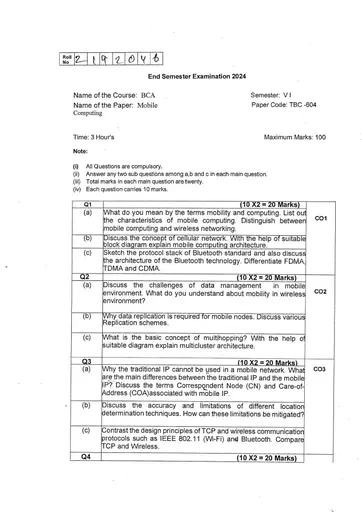 Roll No 2 1 9 2 0 4 6
End Semester Examination 2024
Name of the Course: BCA Semester: V I
Name of the Paper: Mobile Computing Paper Code: TBC -604
Time: 3 Hour's Maximum Marks: 100
Note:
(i) All Questions are compulsory.
(ii) Answer any two sub questions among a,b and c in each main question.
(iii) Total marks in each main question are twenty.
(iv) Each question carries 10 marks.
Q1 (10 X2 = 20 Marks)
(a) What do you mean by the terms mobility and computing. List out
the characteristics of mobile computing. Distinguish between CO1
mobile computing and wireless networking.
(b) Discuss the concept of cellular network. With the help of suitable
block diagram explain mobile computing architecture.
(c) Sketch the protocol stack of Bluetooth standard and also discuss
the architecture of the Bluetooth technology. Differentiate FDMA,
TDMA and CDMA.
Q2 (10 X2 = 20 Marks)
(a) Discuss the challenges of data management in mobile
environment. What do you understand about mobility in wireless CO2
environment?
(b) Why data replication is required for mobile nodes. Discuss various
Replication schemes.
(c) What is the basic concept of multihopping? With the help of
suitable diagram explain multicluster architecture.
Q3 (10 X2 = 20 Marks)
(a) Why the traditional IP cannot be used in a mobile network. What CO3
are the main differences between the traditional IP and the mobile
IP? Discuss the terms Correspondent Node (CN) and Care-of-
Address (COA)associated with mobile IP.
(b) Discuss the accuracy and limitations of different location
determination techniques. How can these limitations be mitigated?
(c) Contrast the design principles of TCP and wireless communication
protocols such as IEEE 802.11 (Wi-Fi) and Bluetooth. Compare
TCP and Wireless.
Q4 (10 X2 = 20 Marks)